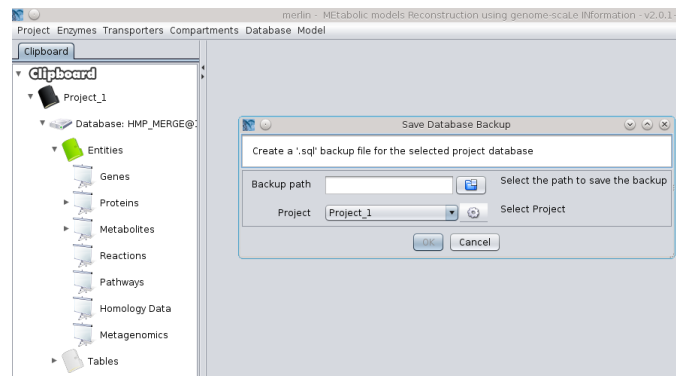 merlin - MEtabolic models Reconstruction using genome-scaLe INformation - v2.0.1-
Project Enzymes Transporters Compartments Database Model
Clipboard
Clipboard
Project_1
Database: HMP_MERGE@
Entities
Genes
Proteins
Metabolites
Reactions
Pathways
Homology Data
Metagenomics
Tables
Save Database Backup
Create a '.sql' backup file for the selected project database
Backup path
Select the path to save the backup
Project Project_1 Select Project
OK Cancel